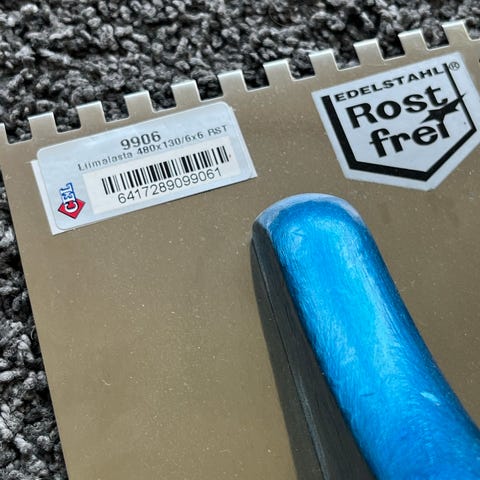 9906
Liimalasta 480x130/6x6 RST
6417289099061
EDELSTAHL®
Rost
frei